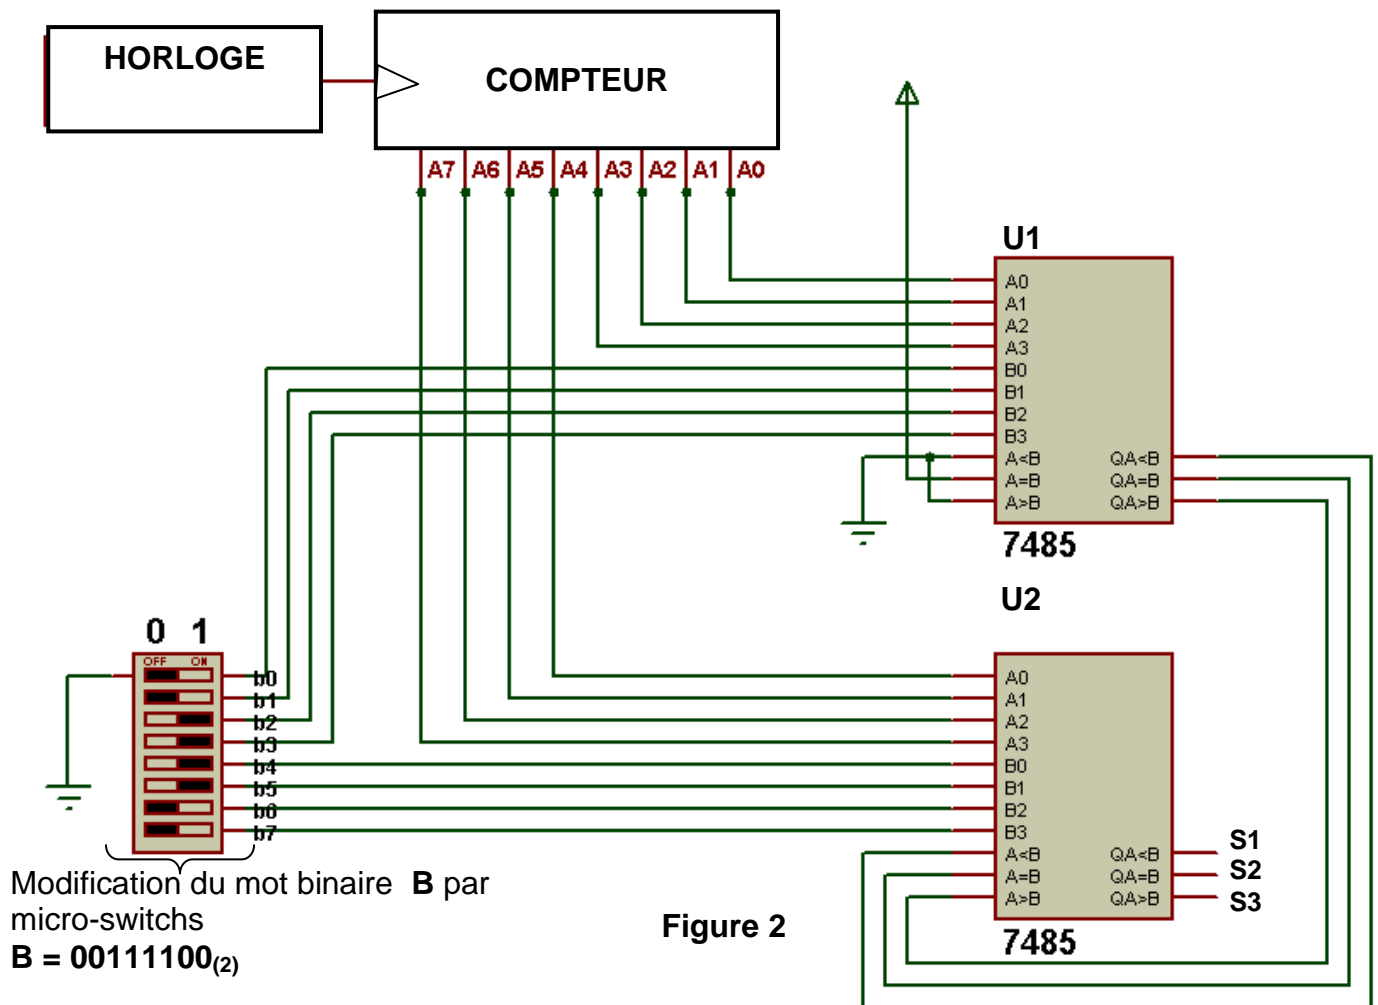 HORLOGE
COMPTEUR
A7 A6 A5 A4 A3 A2 A1 A0
U1
A0
A1
A2
A3
B0
B1
B2
B3
A<B QA<B
A=B QA=B
A>B QA>B
7485
U2
0 1
OFF ON
b0
b1
b2
b3
b4
b5
b6
b7
A0
A1
A2
A3
B0
B1
B2
B3
A<B QA<B S1
A=B QA=B S2
A>B QA>B S3
7485
Modification du mot binaire B par
micro-switchs
B = 00111100(2)
Figure 2